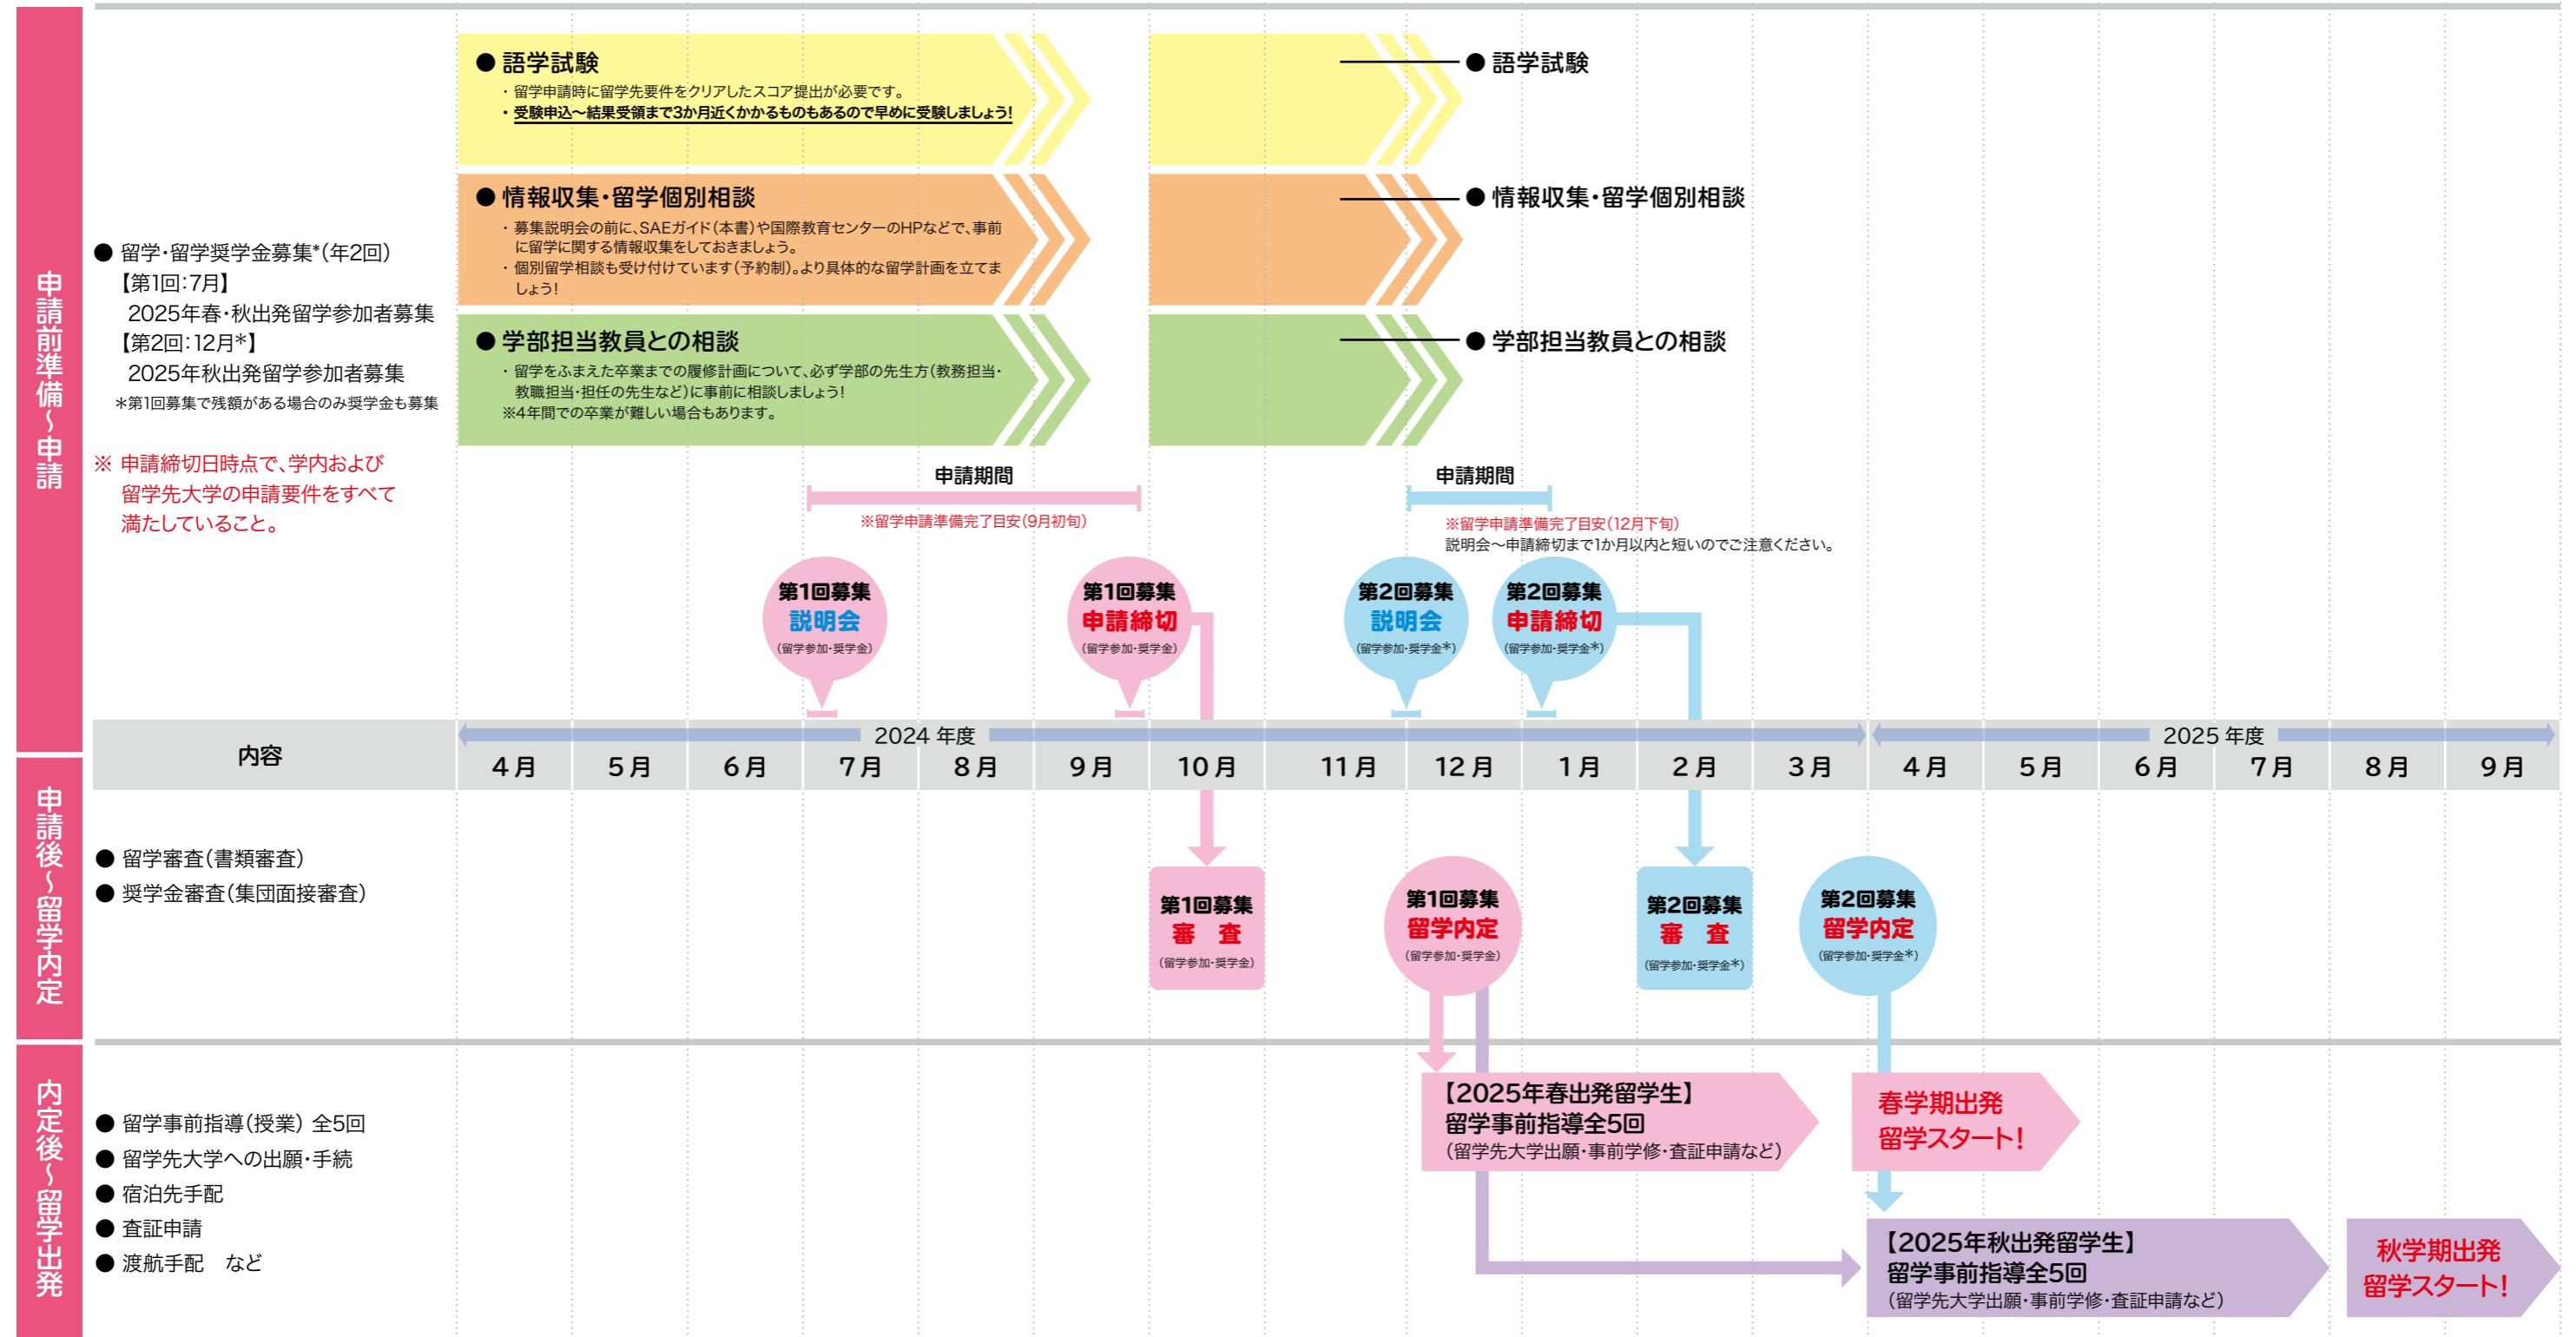 申請前準備〜申請
● 留学・留学奨学金募集*(年2回)
【第1回:7月】
2025年春・秋出発留学参加者募集
【第2回:12月*】
2025年秋出発留学参加者募集
*第1回募集で残額がある場合のみ奨学金も募集
※ 申請締切日時点で、学内および
留学先大学の申請要件をすべて
満たしていること。
● 語学試験
・ 留学申請時に留学先要件をクリアしたスコア提出が必要です。
・ 受験申込〜結果受領まで3か月近くかかるものもあるので早めに受験しましょう!
● 語学試験
● 情報収集・留学個別相談
・ 募集説明会の前に、SAEガイド(本書)や国際教育センターのHPなどで、事前
に留学に関する情報収集をしておきましょう。
・ 個別留学相談も受け付けています(予約制)。より具体的な留学計画を立てま
しょう!
● 情報収集・留学個別相談
● 学部担当教員との相談
・ 留学をふまえた卒業までの履修計画について、必ず学部の先生方(教務担当・
教職担当・担任の先生など)に事前に相談しましょう!
※4年間での卒業が難しい場合もあります。
● 学部担当教員との相談
申請期間
※留学申請準備完了目安(9月初旬)
申請期間
※留学申請準備完了目安(12月下旬)
説明会〜申請締切まで1か月以内と短いのでご注意ください。
第1回募集
説明会
(留学参加・奨学金)
第1回募集
申請締切
(留学参加・奨学金)
第2回募集
説明会
(留学参加・奨学金*)
第2回募集
申請締切
(留学参加・奨学金*)
内容
2024 年度
2025 年度
4月 5月 6月 7月 8月 9月 10月 11月 12月 1月 2月 3月 4月 5月 6月 7月 8月 9月
申請後〜留学内定
● 留学審査(書類審査)
● 奨学金審査(集団面接審査)
第1回募集
審 査
(留学参加・奨学金)
第1回募集
留学内定
(留学参加・奨学金)
第2回募集
審 査
(留学参加・奨学金*)
第2回募集
留学内定
(留学参加・奨学金*)
内定後〜留学出発
● 留学事前指導(授業) 全5回
● 留学先大学への出願・手続
● 宿泊先手配
● 査証申請
● 渡航手配 など
【2025年春出発留学生】
留学事前指導全5回
(留学先大学出願・事前学修・査証申請など)
春学期出発
留学スタート!
【2025年秋出発留学生】
留学事前指導全5回
(留学先大学出願・事前学修・査証申請など)
秋学期出発
留学スタート!